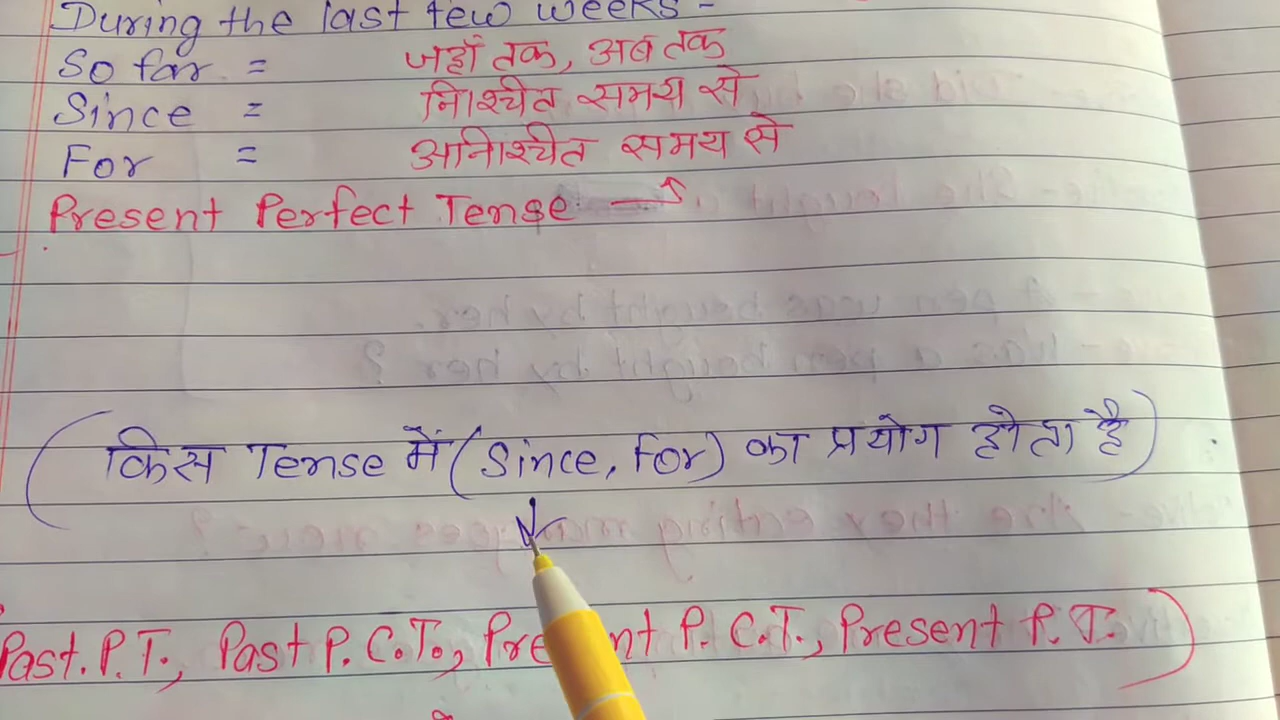 During the last few weeks -
So far = जहाँ तक, अब तक
Since = निश्चीत समय से
For = अनिश्चीत समय से
Present Perfect Tense →
(किस Tense में (Since, For) का प्रयोग होता है)
Past. P.T., Past P.C.T., Present P.C.T., Present P.T.)